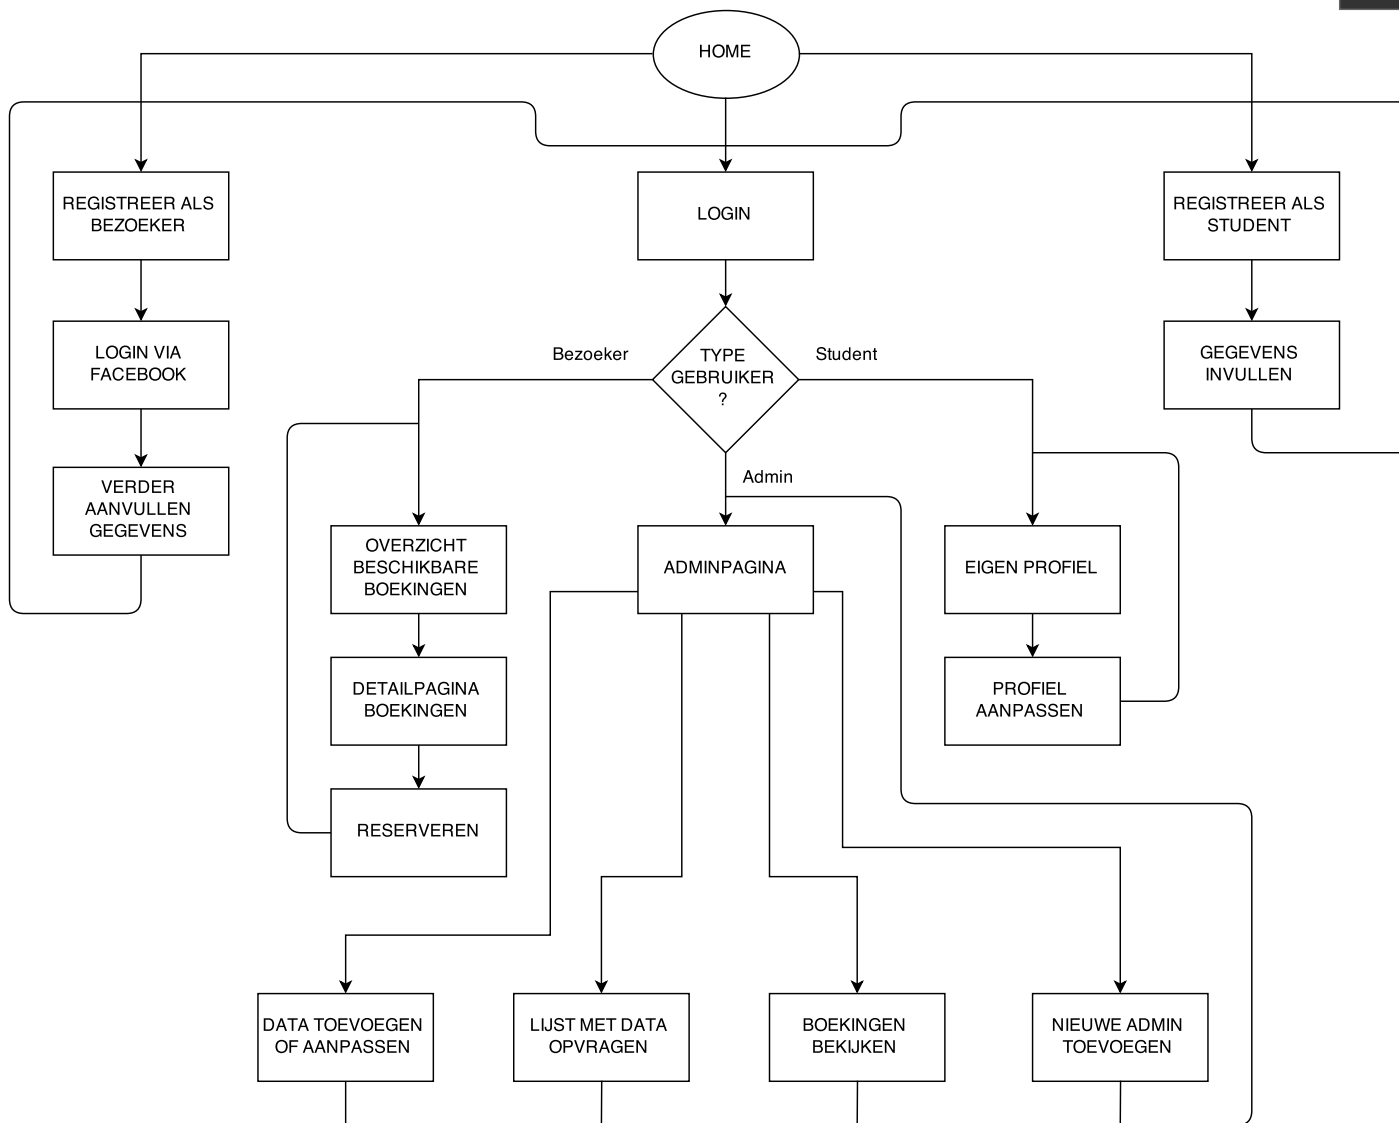 HOME
REGISTREER ALS
BEZOEKER
LOGIN
REGISTREER ALS
STUDENT
LOGIN VIA
FACEBOOK
Bezoeker
TYPE
GEBRUIKER
?
Student
GEGEVENS
INVULLEN
Admin
VERDER
AANVULLEN
GEGEVENS
OVERZICHT
BESCHIKBARE
BOEKINGEN
ADMINPAGINA
EIGEN PROFIEL
DETAILPAGINA
BOEKINGEN
PROFIEL
AANPASSEN
RESERVEREN
DATA TOEVOEGEN
OF AANPASSEN
LIJST MET DATA
OPVRAGEN
BOEKINGEN
BEKIJKEN
NIEUWE ADMIN
TOEVOEGEN